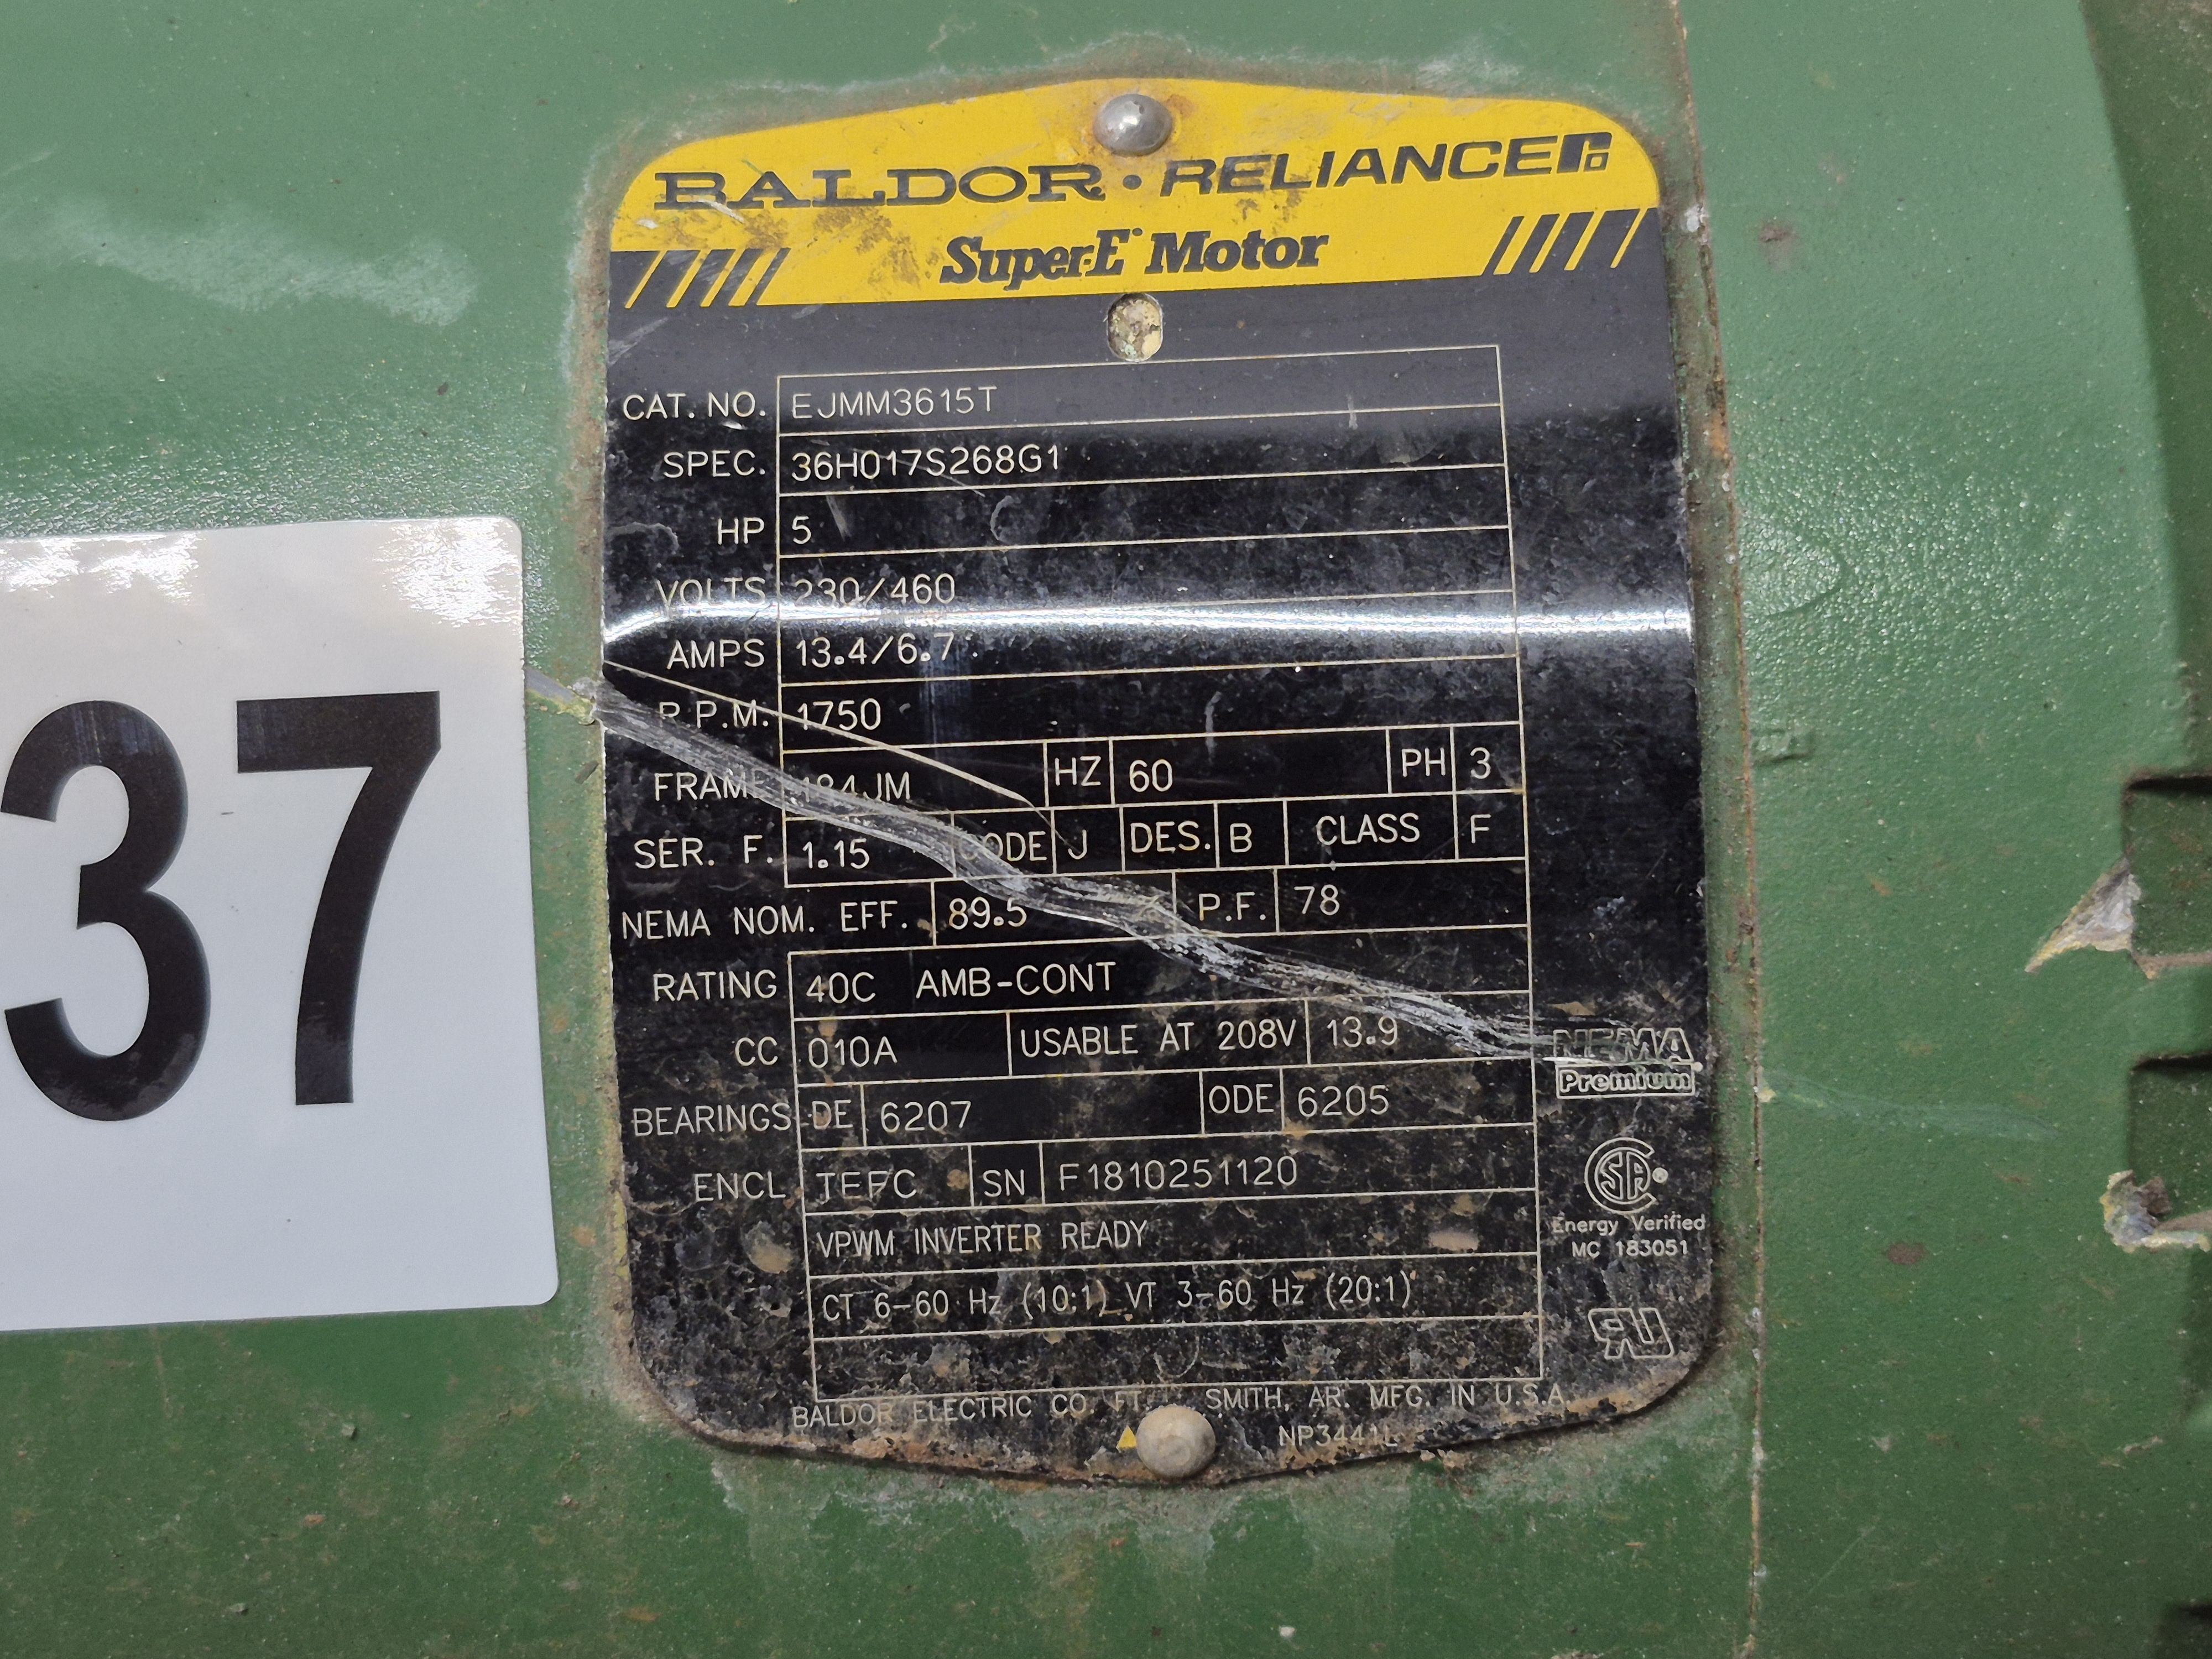 BALDOR • RELIANCE
Super-E Motor
CAT. NO. EJMM3615T
SPEC. 36H017S268G1
HP 5
VOLTS 230/460
AMPS 13.4/6.7
R.P.M. 1750
FRAME 184JM HZ 60 PH 3
SER. F. 1.15 CODE J DES. B CLASS F
NEMA NOM. EFF. 89.5 P.F. 78
RATING 40C AMB-CONT
CC 010A USABLE AT 208V 13.9
BEARINGS DE 6207 ODE 6205
ENCL TEFC SN F1810251120
VPWM INVERTER READY
CT 6-60 Hz (10:1) VT 3-60 Hz (20:1)
BALDOR ELECTRIC CO. FT. SMITH, AR. MFG. IN U.S.A.
NP3441L
NEMA
Premium
Energy Verified
MC 183051
37